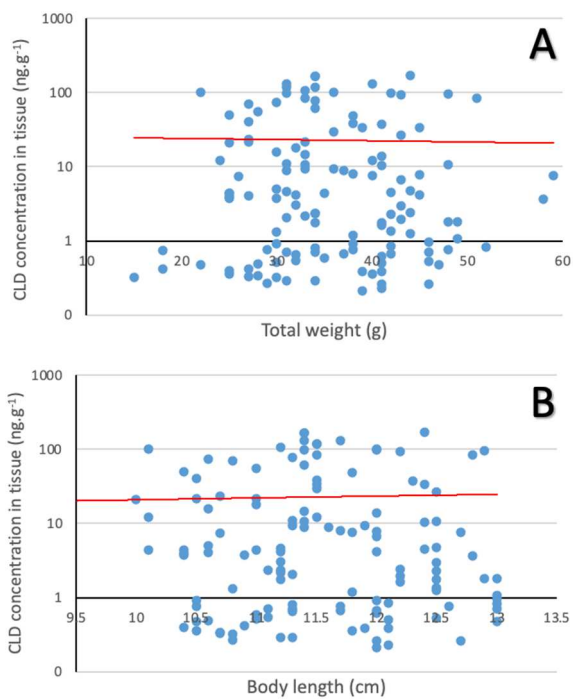 A
1000
100
10
1
0
CLD concentration in tissue (ng.g-1)
10 20 30 40 50 60
Total weight (g)
B
1000
100
10
1
0
CLD concentration in tissue (ng.g-1)
9.5 10 10.5 11 11.5 12 12.5 13 13.5
Body length (cm)